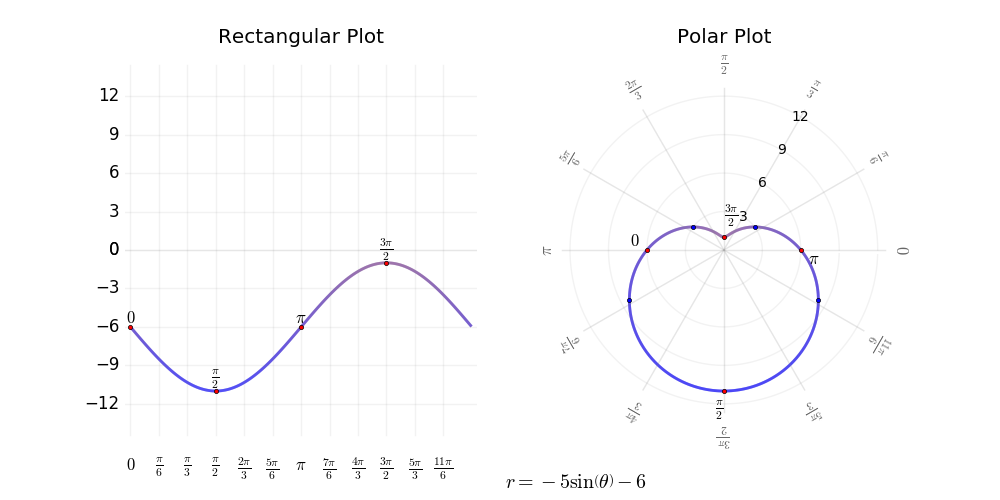 Rectangular Plot
12
9
6
3
0
−3
−6
−9
−12
0
π/2
π
3π/2
0 π/6 π/3 π/2 2π/3 5π/6 π 7π/6 4π/3 3π/2 5π/3 11π/6
Polar Plot
π/2
2π/3 π/3
5π/6 π/6
π 0
7π/6 11π/6
4π/3 5π/3
3π/2
12
9
6
3
3π/2
0
π
π/2
r = −5sin(θ) − 6